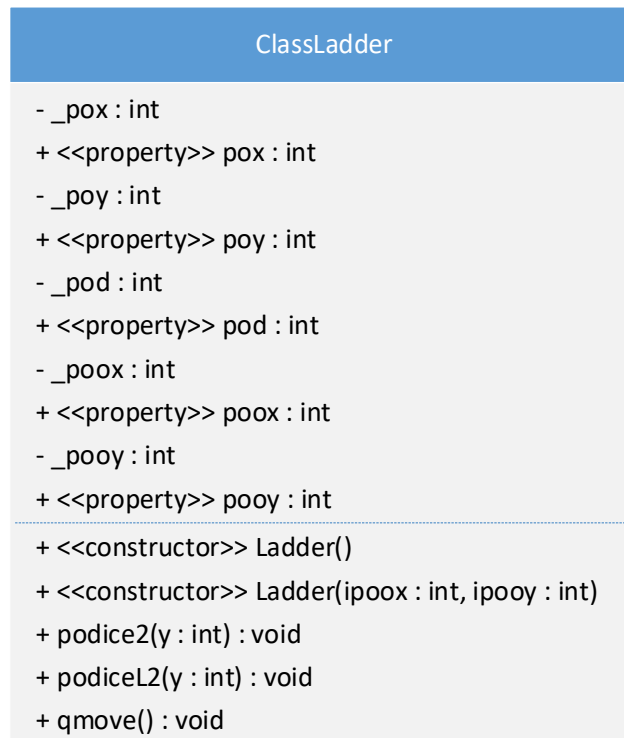 ClassLadder
- _pox : int
+ <<property>> pox : int
- _poy : int
+ <<property>> poy : int
- _pod : int
+ <<property>> pod : int
- _poox : int
+ <<property>> poox : int
- _pooy : int
+ <<property>> pooy : int
+ <<constructor>> Ladder()
+ <<constructor>> Ladder(ipoox : int, ipooy : int)
+ podice2(y : int) : void
+ podiceL2(y : int) : void
+ qmove() : void